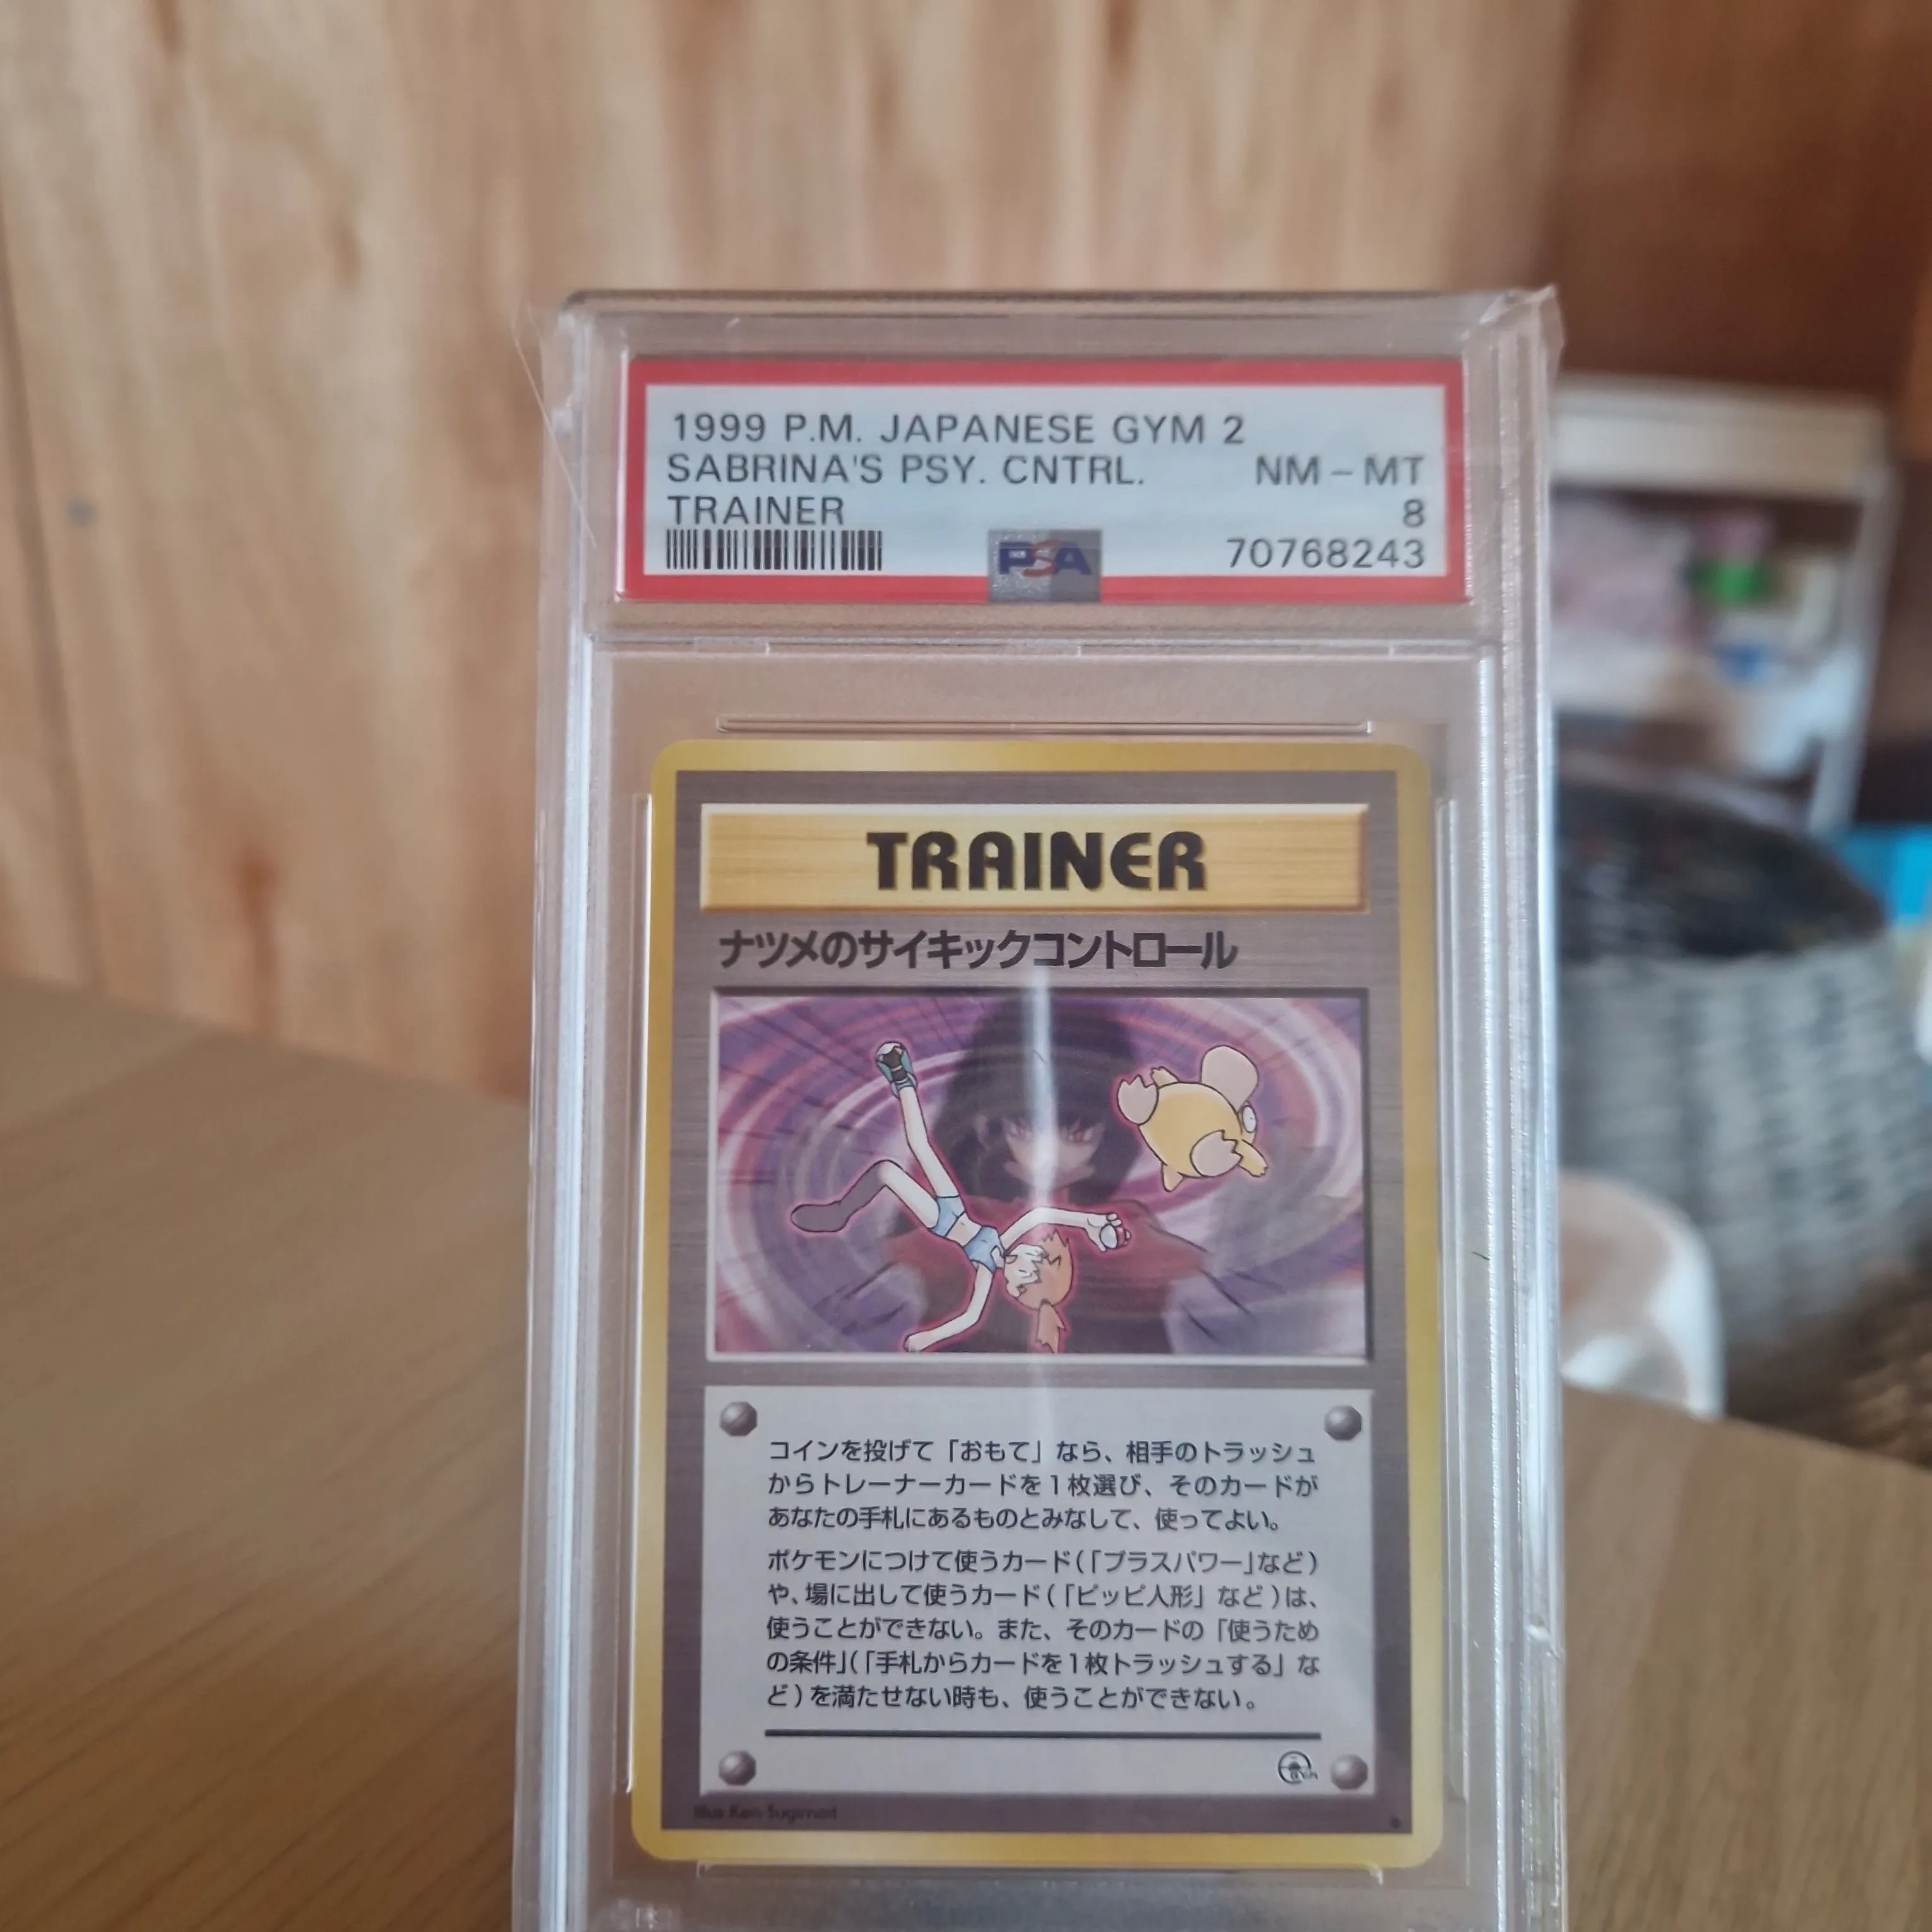 1999 P.M. JAPANESE GYM 2
SABRINA'S PSY. CNTRL. NM - MT
TRAINER 8
PSA 70768243
TRAINER
ナツメのサイキックコントロール
コインを投げて「おもて」なら、相手のトラッシュ
からトレーナーカードを1枚選び、そのカードが
あなたの手札にあるものとみなして、使ってよい。
ポケモンにつけて使うカード(「プラスパワー」など)
や、場に出して使うカード(「ピッピ人形」など)は、
使うことができない。また、そのカードの「使うため
の条件」(「手札からカードを1枚トラッシュする」な
ど)を満たせない時も、使うことができない。
Illus. Ken Sugimori